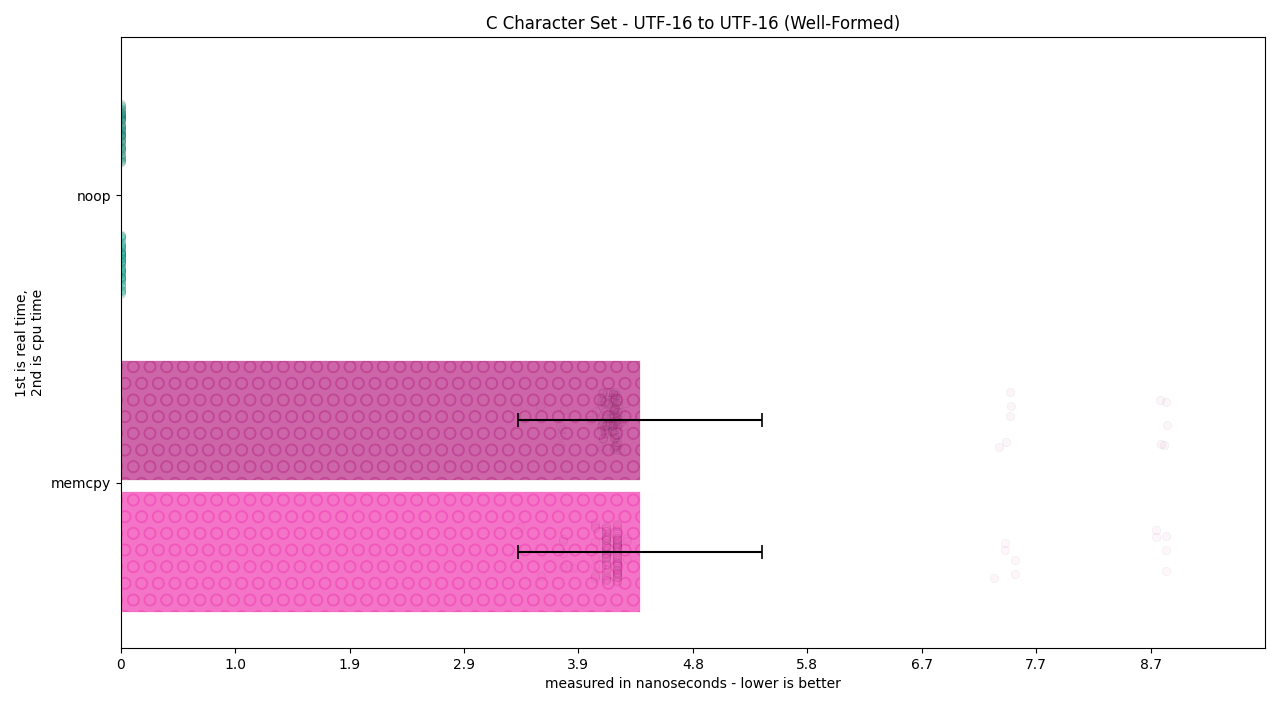 C Character Set - UTF-16 to UTF-16 (Well-Formed)
noop
1st is real time,
2nd is cpu time
memcpy
0 1.0 1.9 2.9 3.9 4.8 5.8 6.7 7.7 8.7
measured in nanoseconds - lower is better